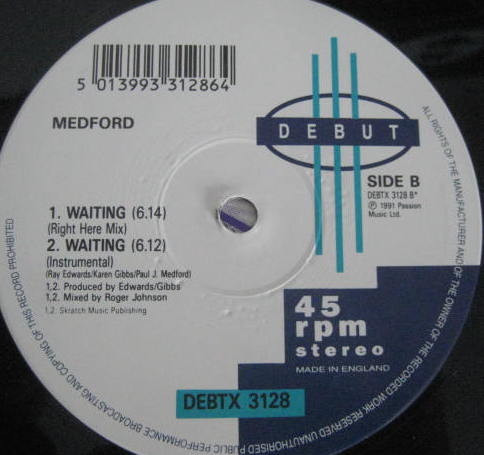 5 013993 312864
MEDFORD
DEBUT
SIDE B
DEBTX 3128 B*
℗ 1991 Passion
Music Ltd.
1. WAITING (6.14)
(Right Here Mix)
2. WAITING (6.12)
(Instrumental)
(Ray Edwards/Karen Gibbs/Paul J. Medford)
1,2. Produced by Edwards/Gibbs
1,2. Mixed by Roger Johnson
1,2. Skratch Music Publishing
45
rpm
stereo
MADE IN ENGLAND
DEBTX 3128
ALL RIGHTS OF THE MANUFACTURER AND OF THE OWNER OF THE RECORDED WORK RESERVED UNAUTHORISED PUBLIC PERFORMANCE BROADCASTING AND COPYING OF THIS RECORD PROHIBITED